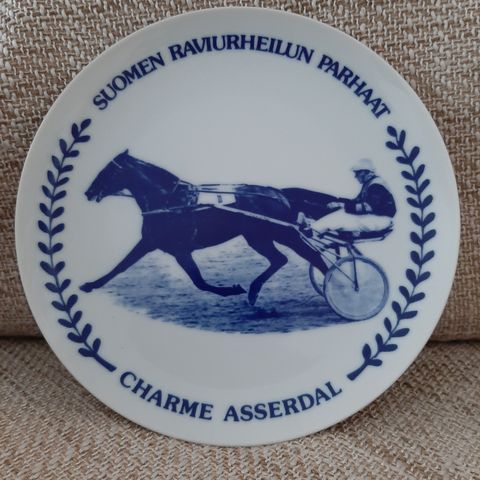 SUOMEN RAVIURHEILUN PARHAAT
CHARME ASSERDAL